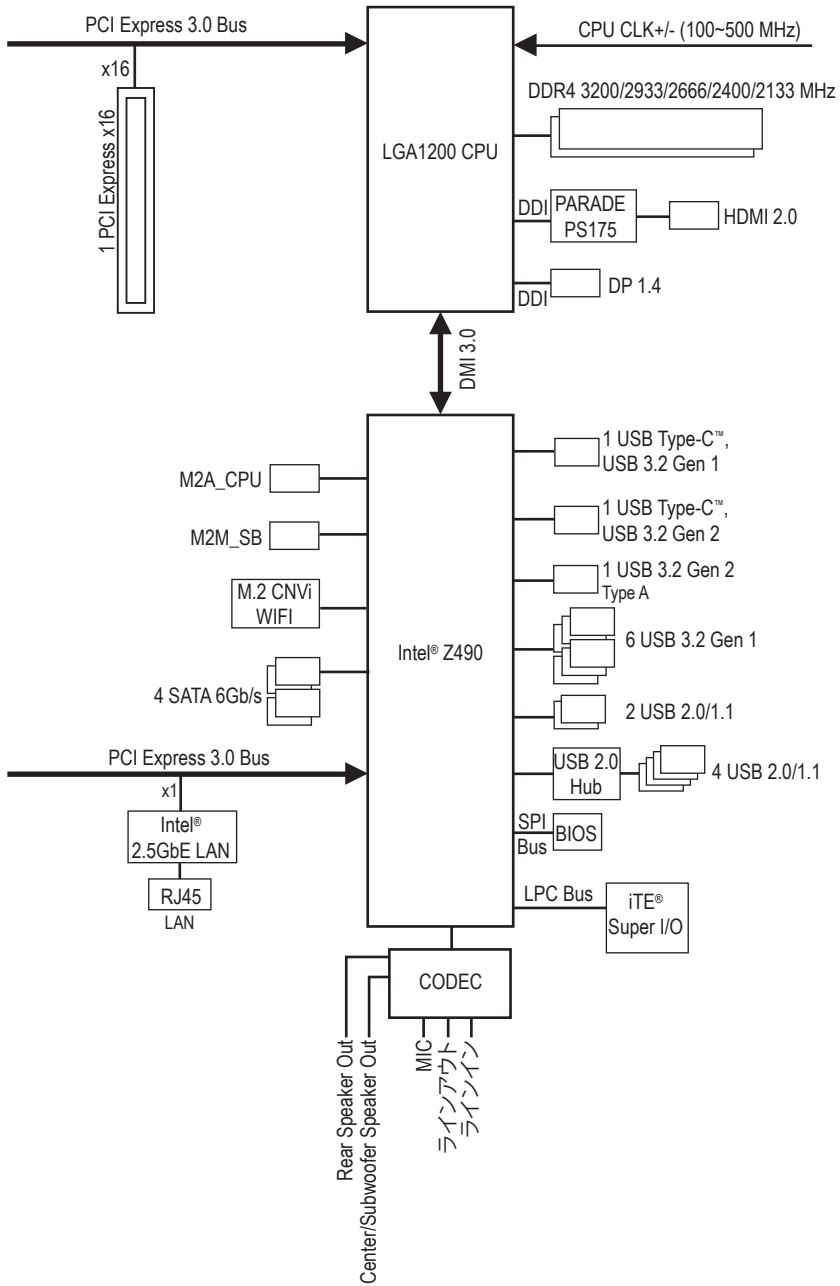 PCI Express 3.0 Bus
CPU CLK+/- (100~500 MHz)
x16
1 PCI Express x16
LGA1200 CPU
DDR4 3200/2933/2666/2400/2133 MHz
DDI
PARADE
PS175
HDMI 2.0
DDI
DP 1.4
DMI 3.0
M2A_CPU
M2M_SB
M.2 CNVi
WIFI
4 SATA 6Gb/s
Intel® Z490
1 USB Type-C™,
USB 3.2 Gen 1
1 USB Type-C™,
USB 3.2 Gen 2
1 USB 3.2 Gen 2
Type A
6 USB 3.2 Gen 1
2 USB 2.0/1.1
USB 2.0
Hub
4 USB 2.0/1.1
PCI Express 3.0 Bus
x1
Intel®
2.5GbE LAN
RJ45
LAN
SPI
Bus
BIOS
LPC Bus
iTE®
Super I/O
CODEC
Rear Speaker Out
Center/Subwoofer Speaker Out
MIC
ラインアウト
ラインイン